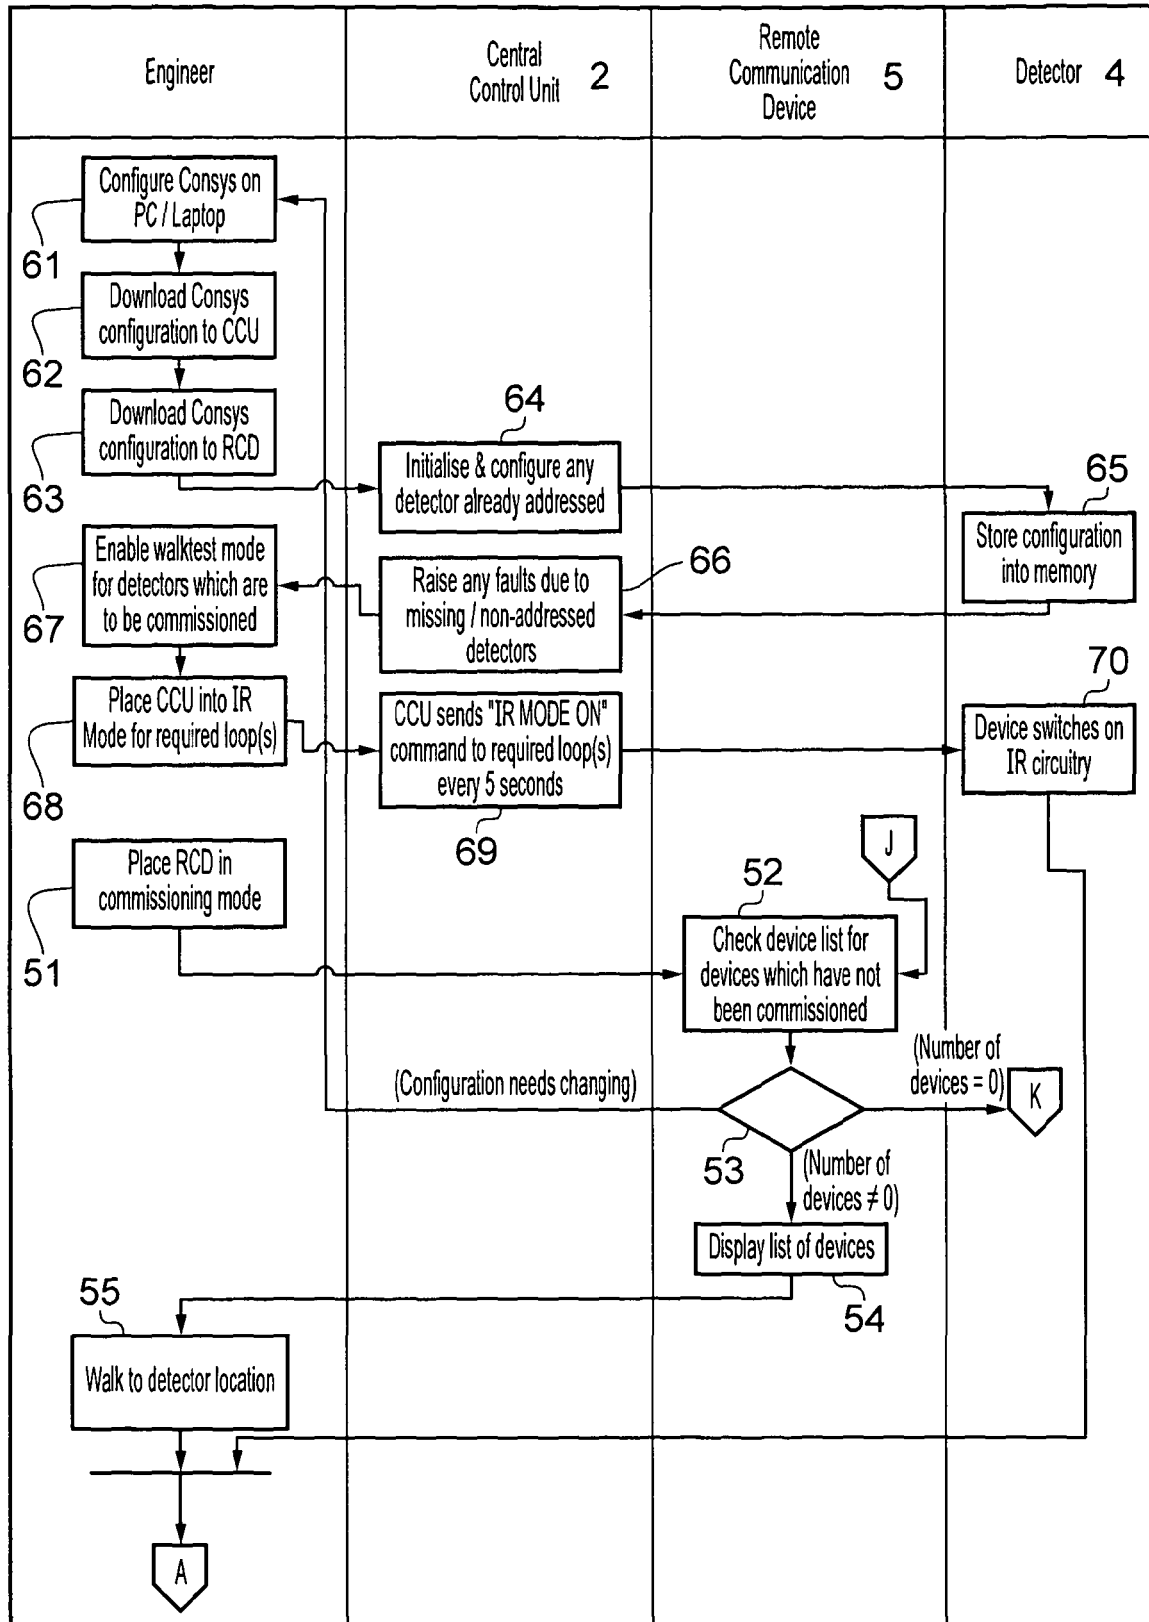 Engineer
Central
Control Unit 2
Remote
Communication
Device
5
Detector 4
Configure Consys on
PC / Laptop
61
Download Consys
configuration to CCU
62
Download Consys
configuration to RCD
63
64
Initialise & configure any
detector already addressed
65
Store configuration
into memory
66
Raise any faults due to
missing / non-addressed
detectors
Enable walktest mode
for detectors which are
to be commissioned
67
Place CCU into IR
Mode for required loop(s)
68
CCU sends "IR MODE ON"
command to required loop(s)
every 5 seconds
69
70
Device switches on
IR circuitry
Place RCD in
commissioning mode
51
J
52
Check device list for
devices which have not
been commissioned
(Configuration needs changing)
(Number of
devices = 0)
K
53
(Number of
devices ≠ 0)
Display list of devices
54
55
Walk to detector location
A